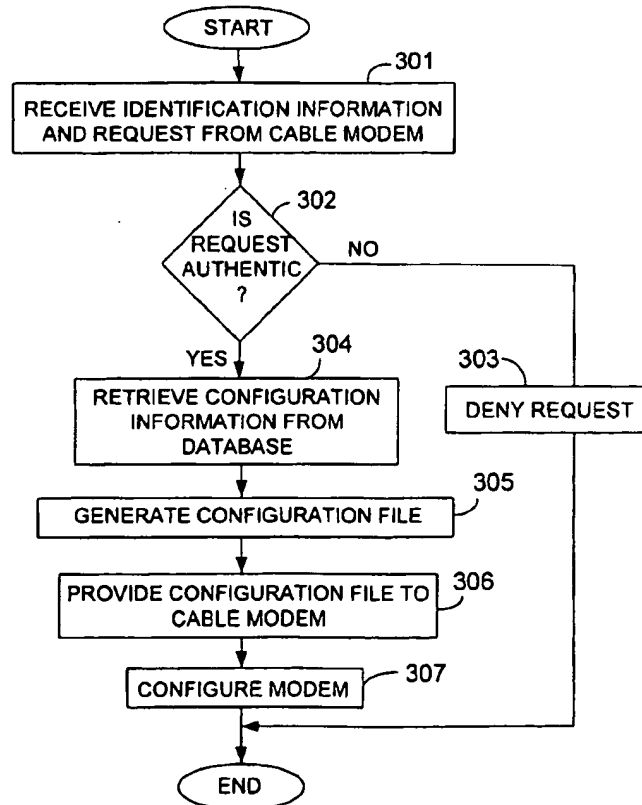 START
301
RECEIVE IDENTIFICATION INFORMATION
AND REQUEST FROM CABLE MODEM
302
IS
REQUEST
AUTHENTIC
?
NO
YES
304
303
RETRIEVE CONFIGURATION
INFORMATION FROM
DATABASE
DENY REQUEST
305
GENERATE CONFIGURATION FILE
PROVIDE CONFIGURATION FILE TO
CABLE MODEM
306
307
CONFIGURE MODEM
END